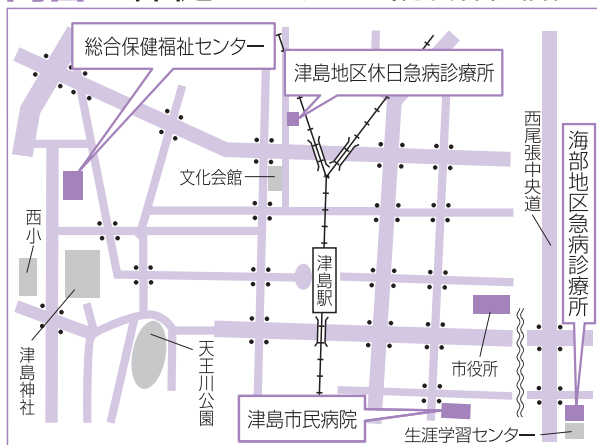 総合保健福祉センター
津島地区休日急病診療所
文化会館
西尾張中央道
海部地区急病診療所
西小
津島駅
津島神社
天王川公園
市役所
津島市民病院
生涯学習センター